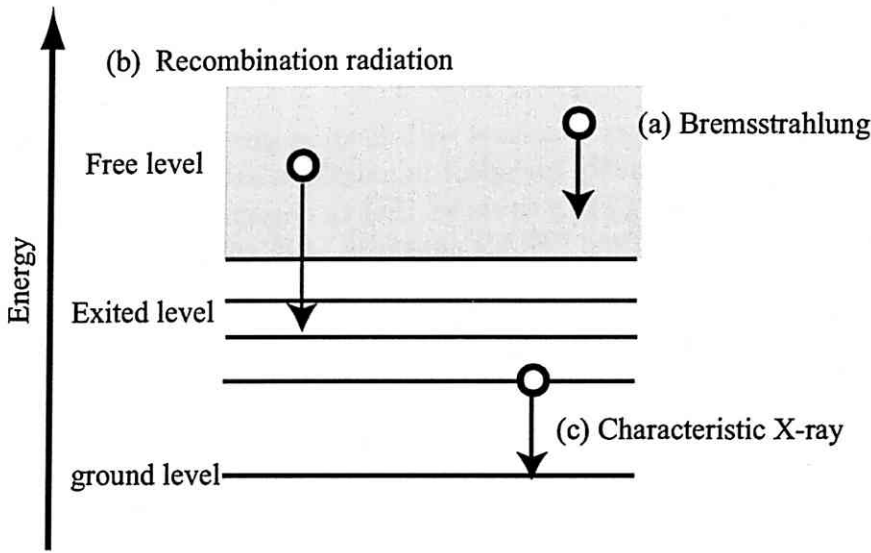 (b) Recombination radiation
(a) Bremsstrahlung
Free level
Energy
Exited level
(c) Characteristic X-ray
ground level